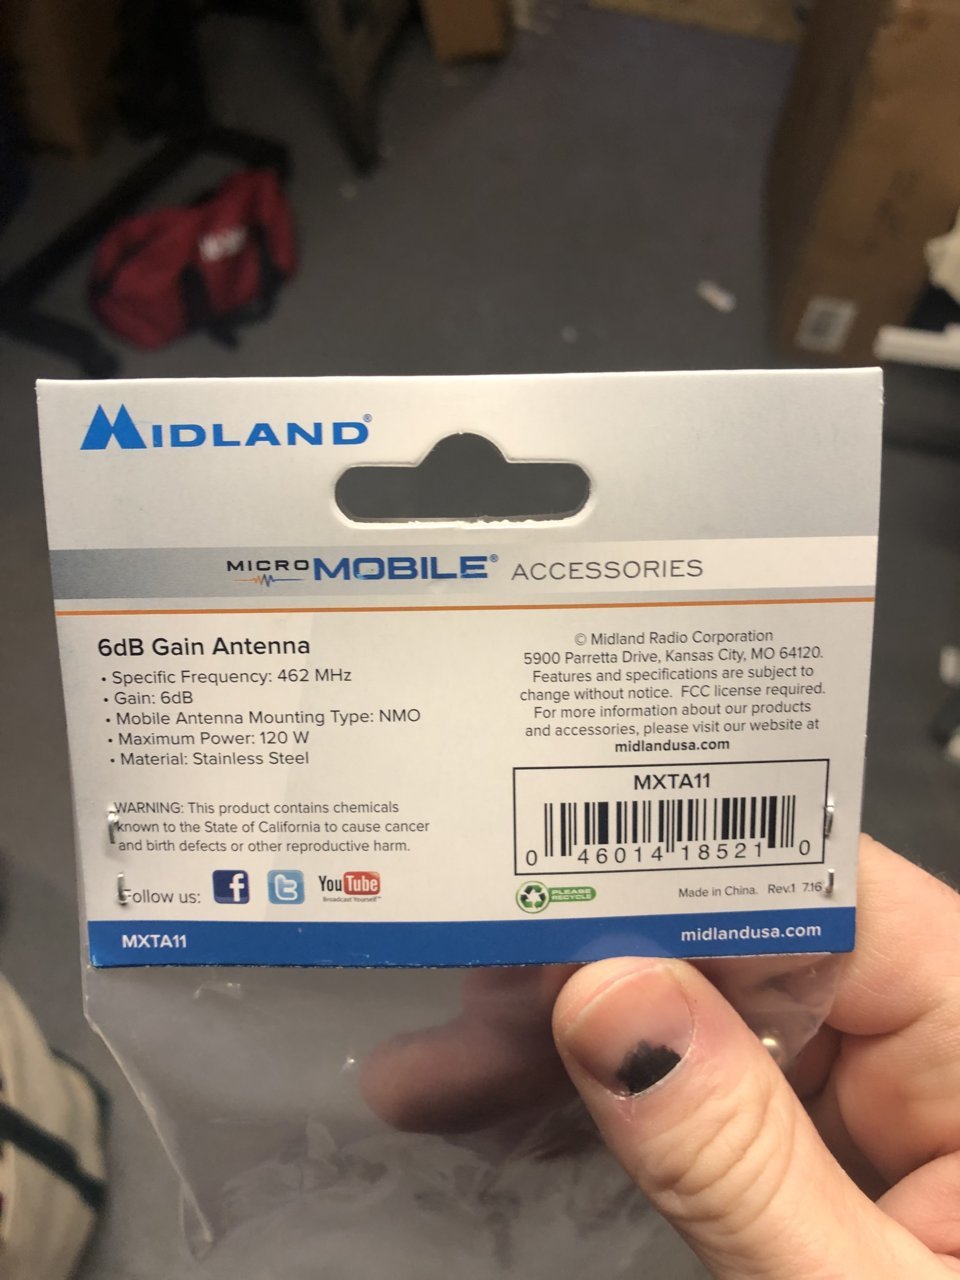 MIDLAND®
MICROMOBILE® ACCESSORIES
6dB Gain Antenna
• Specific Frequency: 462 MHz
• Gain: 6dB
• Mobile Antenna Mounting Type: NMO
• Maximum Power: 120 W
• Material: Stainless Steel
WARNING: This product contains chemicals
known to the State of California to cause cancer
and birth defects or other reproductive harm.
Follow us:
YouTube
Broadcast Yourself™
© Midland Radio Corporation
5900 Parretta Drive, Kansas City, MO 64120.
Features and specifications are subject to
change without notice. FCC license required.
For more information about our products
and accessories, please visit our website at
midlandusa.com
MXTA11
0 46014 18521 0
PLEASE
RECYCLE
Made in China. Rev.1 7.16
MXTA11
midlandusa.com